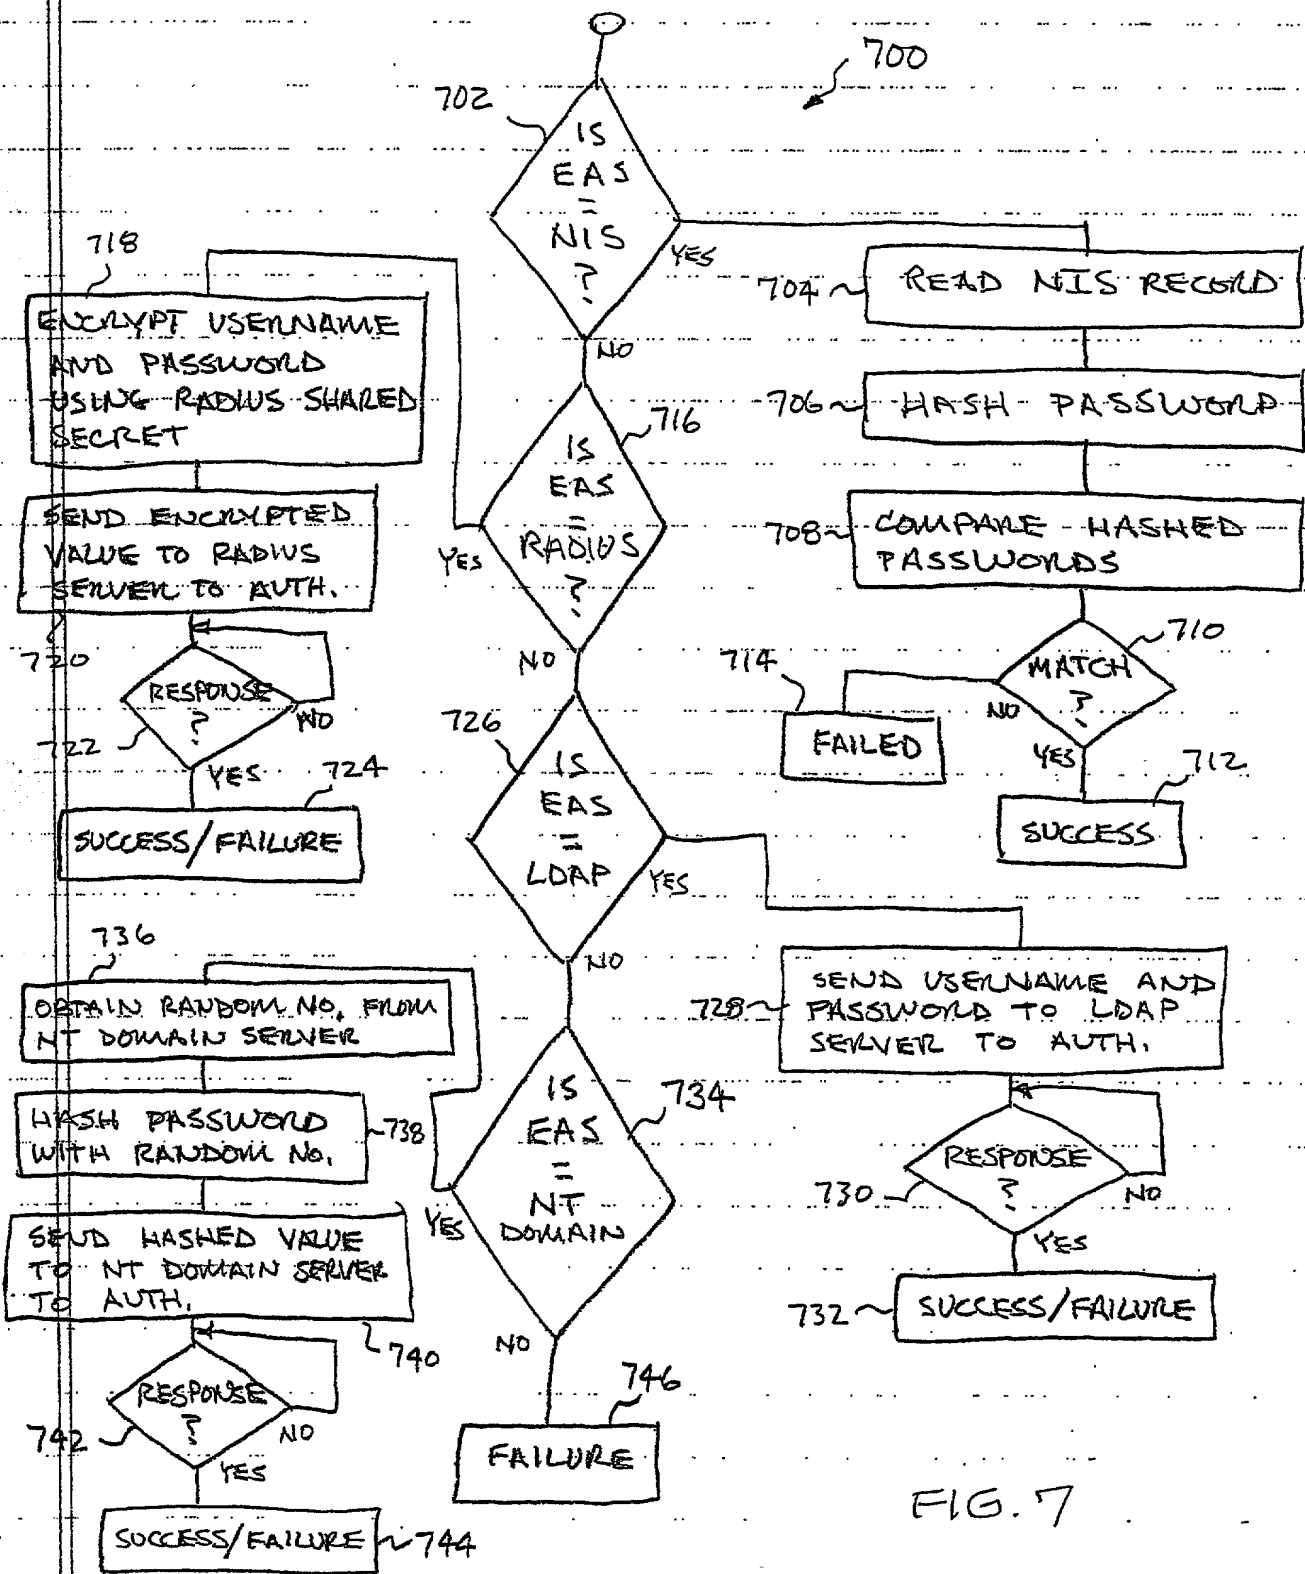 700
702
IS
EAS
=
NIS
?
YES
NO
704
READ NIS RECORD
706
HASH PASSWORD
708
COMPARE HASHED
PASSWORDS
710
MATCH
?
NO
YES
714
FAILED
712
SUCCESS
716
IS
EAS
=
RADIUS
?
YES
NO
718
ENCRYPT USERNAME
AND PASSWORD
USING RADIUS SHARED
SECRET
SEND ENCRYPTED
VALUE TO RADIUS
SERVER TO AUTH.
720
RESPONSE
?
NO
722
YES
724
SUCCESS/FAILURE
726
IS
EAS
=
LDAP
YES
NO
728
SEND USERNAME AND
PASSWORD TO LDAP
SERVER TO AUTH.
730
RESPONSE
?
NO
YES
732
SUCCESS/FAILURE
734
IS
EAS
=
NT
DOMAIN
YES
NO
736
OBTAIN RANDOM NO. FROM
NT DOMAIN SERVER
HASH PASSWORD
WITH RANDOM NO.
738
SEND HASHED VALUE
TO NT DOMAIN SERVER
TO AUTH.
740
RESPONSE
?
NO
742
YES
SUCCESS/FAILURE
744
746
FAILURE
FIG. 7